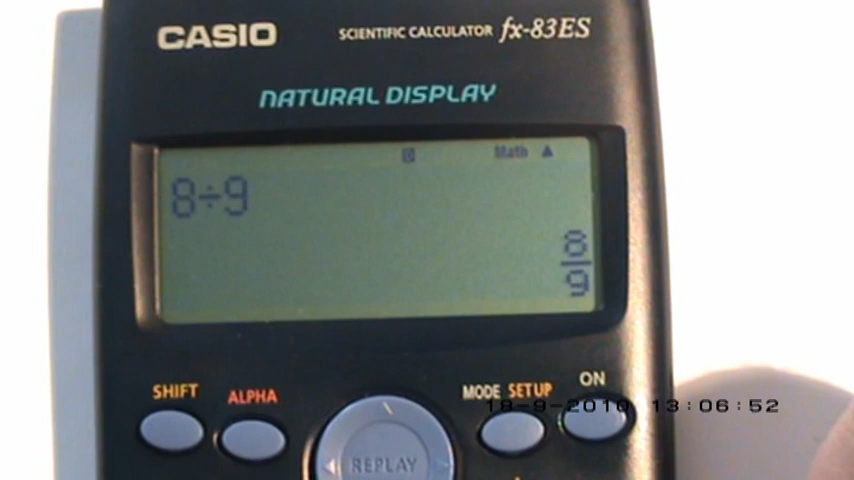 CASIO
SCIENTIFIC CALCULATOR fx-83ES
NATURAL DISPLAY
D Math ▲
8÷9
8
9
SHIFT ALPHA MODE SETUP ON
18-9-2010 13:06:52
REPLAY